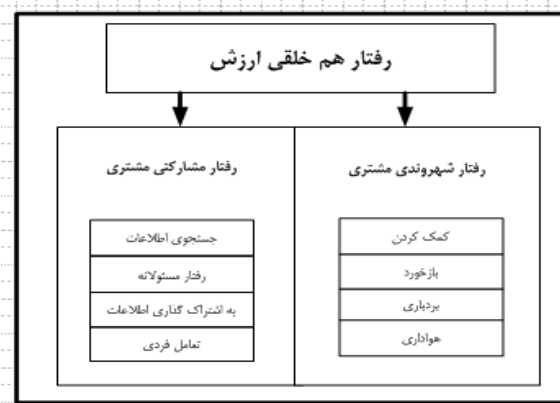 رفتار هم خلقی ارزش
رفتار شهروندی مشتری
کمک کردن
بازخورد
بردباری
هواداری
رفتار مشارکتی مشتری
جستجوی اطلاعات
رفتار مسئولانه
به اشتراک گذاری اطلاعات
تعامل فردی